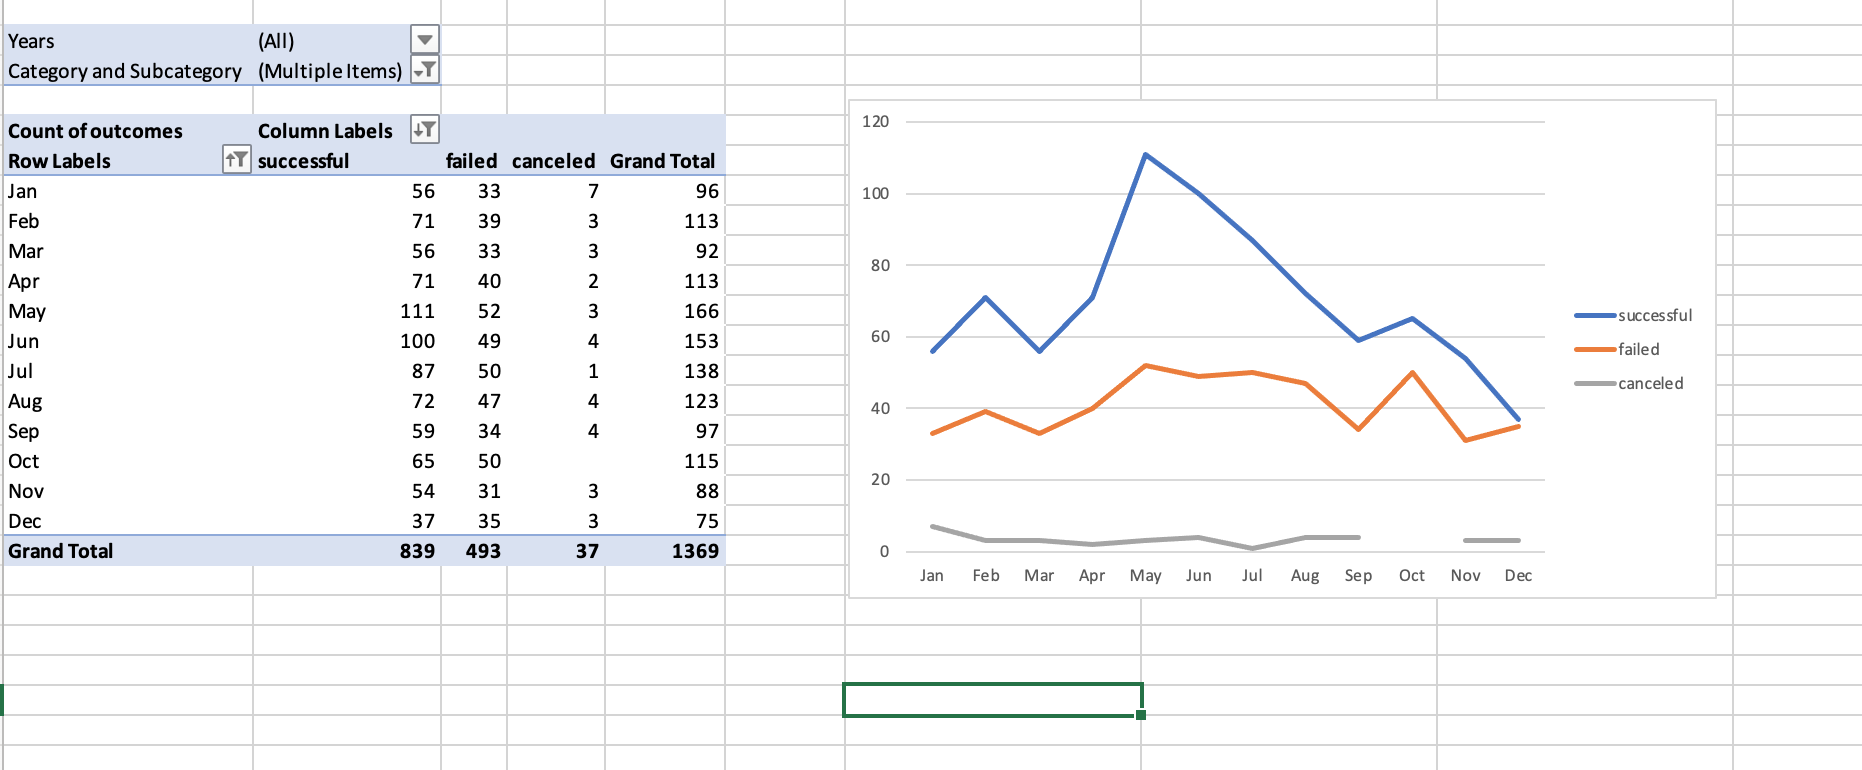 Years (All)
Category and Subcategory (Multiple Items)
Count of outcomes Column Labels
Row Labels successful failed canceled Grand Total
Jan 56 33 7 96
Feb 71 39 3 113
Mar 56 33 3 92
Apr 71 40 2 113
May 111 52 3 166
Jun 100 49 4 153
Jul 87 50 1 138
Aug 72 47 4 123
Sep 59 34 4 97
Oct 65 50 115
Nov 54 31 3 88
Dec 37 35 3 75
Grand Total 839 493 37 1369
120
100
80
60
40
20
0
Jan Feb Mar Apr May Jun Jul Aug Sep Oct Nov Dec
successful
failed
canceled